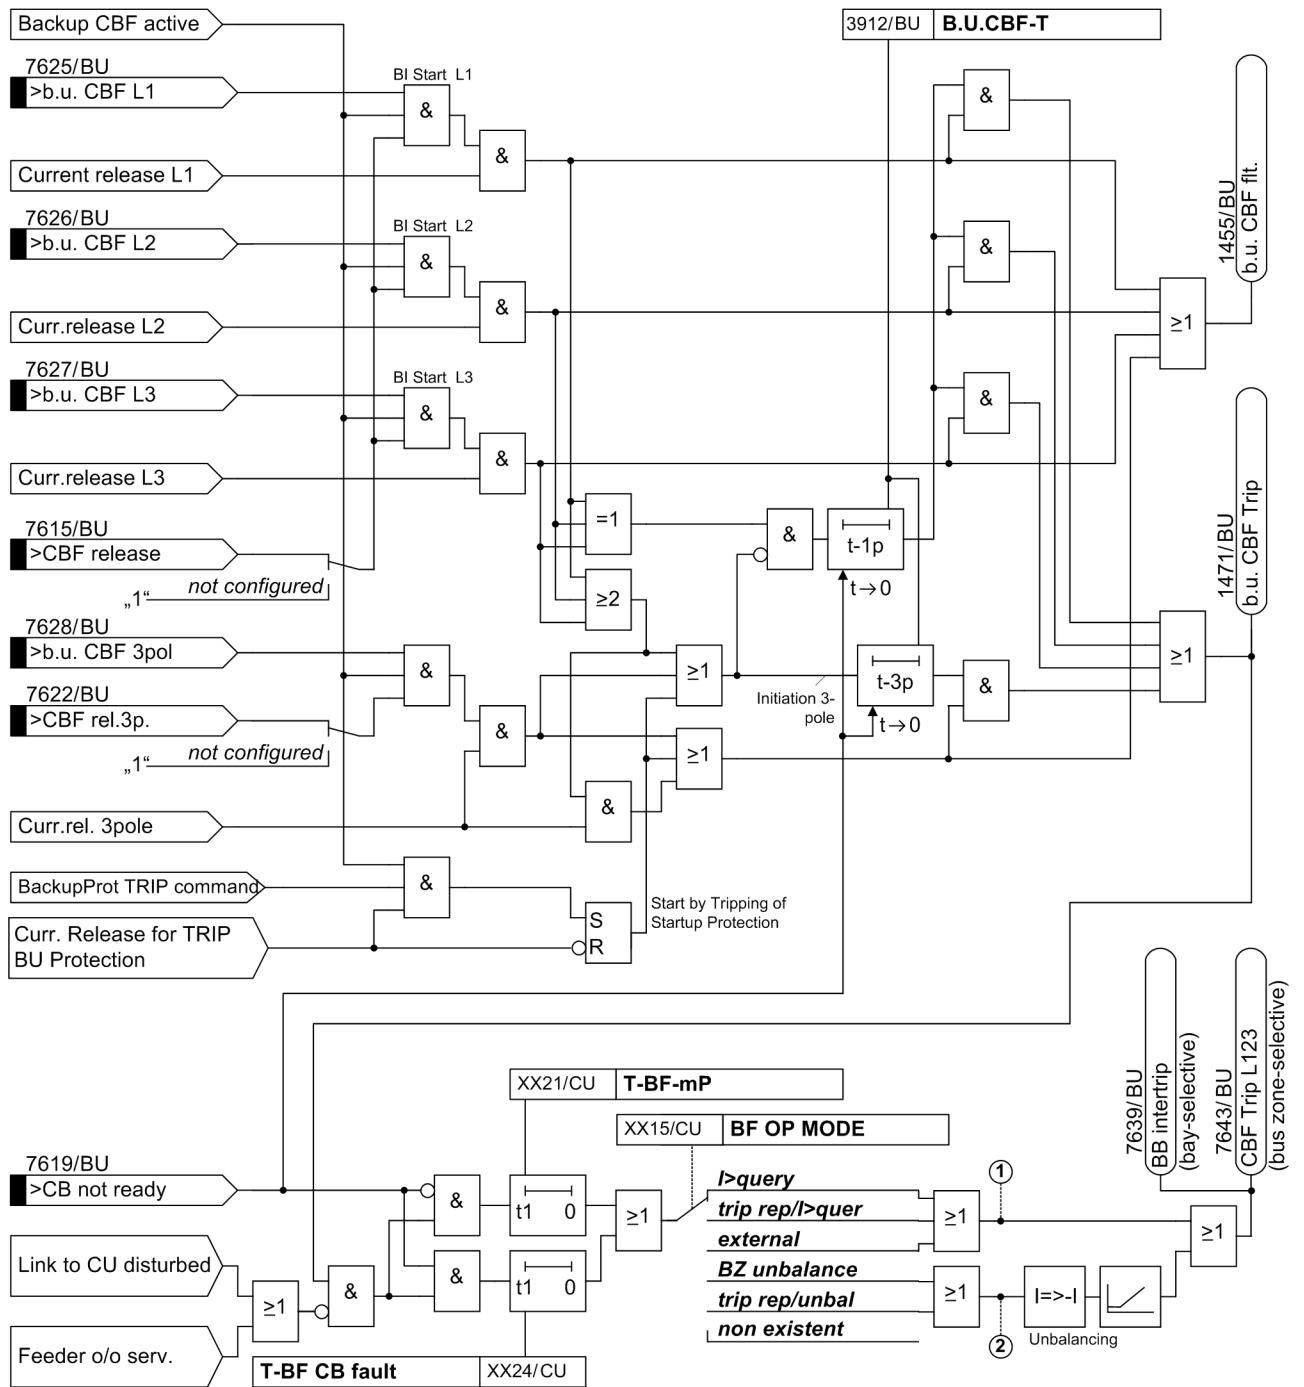 Backup CBF active
3912/BU B.U.CBF-T
7625/BU
>b.u. CBF L1
BI Start L1
&
&
&
Current release L1
1455/BU
b.u. CBF flt.
7626/BU
>b.u. CBF L2
BI Start L2
&
&
&
Curr.release L2
≥1
7627/BU
>b.u. CBF L3
BI Start L3
&
&
&
Curr.release L3
1471/BU
b.u. CBF Trip
7615/BU
>CBF release
=1
&
t-1p
t→0
not configured
„1“
≥2
7628/BU
>b.u. CBF 3pol
&
≥1
Initiation 3-
pole
t-3p
t→0
&
≥1
7622/BU
>CBF rel.3p.
&
≥1
not configured
„1“
Curr.rel. 3pole
&
BackupProt TRIP command
&
Start by Tripping of
Startup Protection
S
R
Curr. Release for TRIP
BU Protection
7639/BU
BB intertrip
(bay-selective)
7643/BU
CBF Trip L123
(bus zone-selective)
XX21/CU T-BF-mP
XX15/CU BF OP MODE
7619/BU
>CB not ready
&
t1 0
≥1
I>query
trip rep/I>quer
external
≥1
1
≥1
Link to CU disturbed
≥1
&
&
t1 0
BZ unbalance
trip rep/unbal
non existent
≥1
2
I=>-I
Unbalancing
Feeder o/o serv.
T-BF CB fault XX24/CU